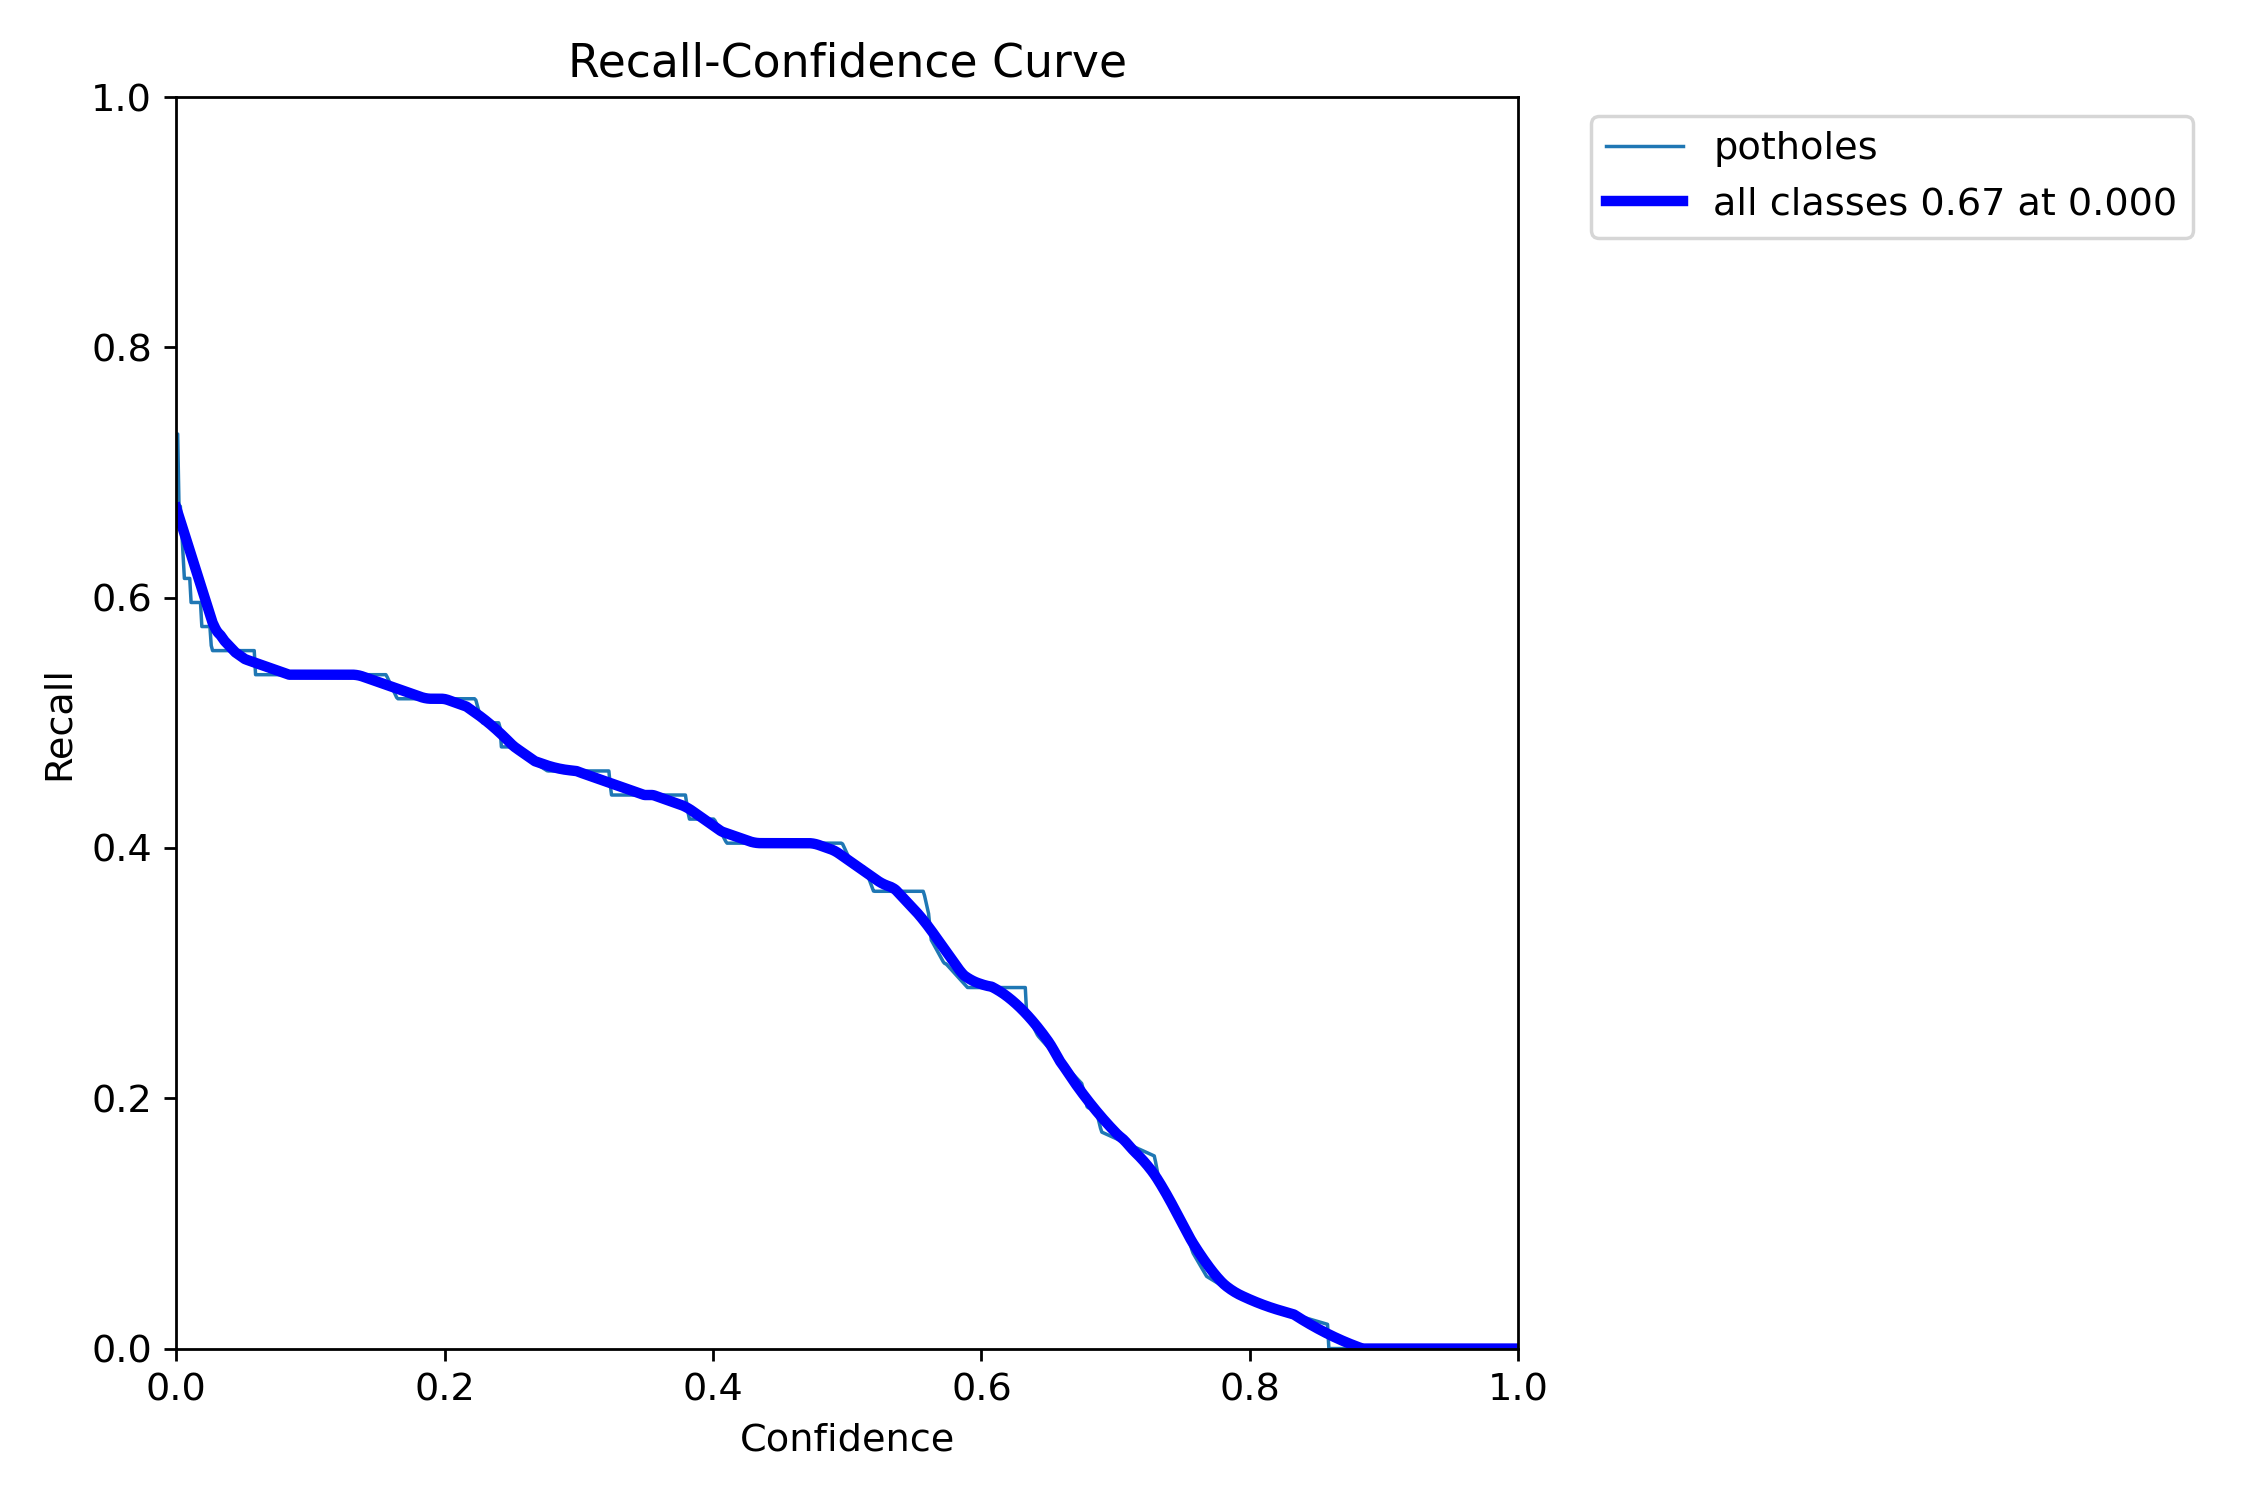 Recall-Confidence Curve
1.0
0.8
0.6
0.4
0.2
0.0
Recall
0.0 0.2 0.4 0.6 0.8 1.0
Confidence
potholes
all classes 0.67 at 0.000